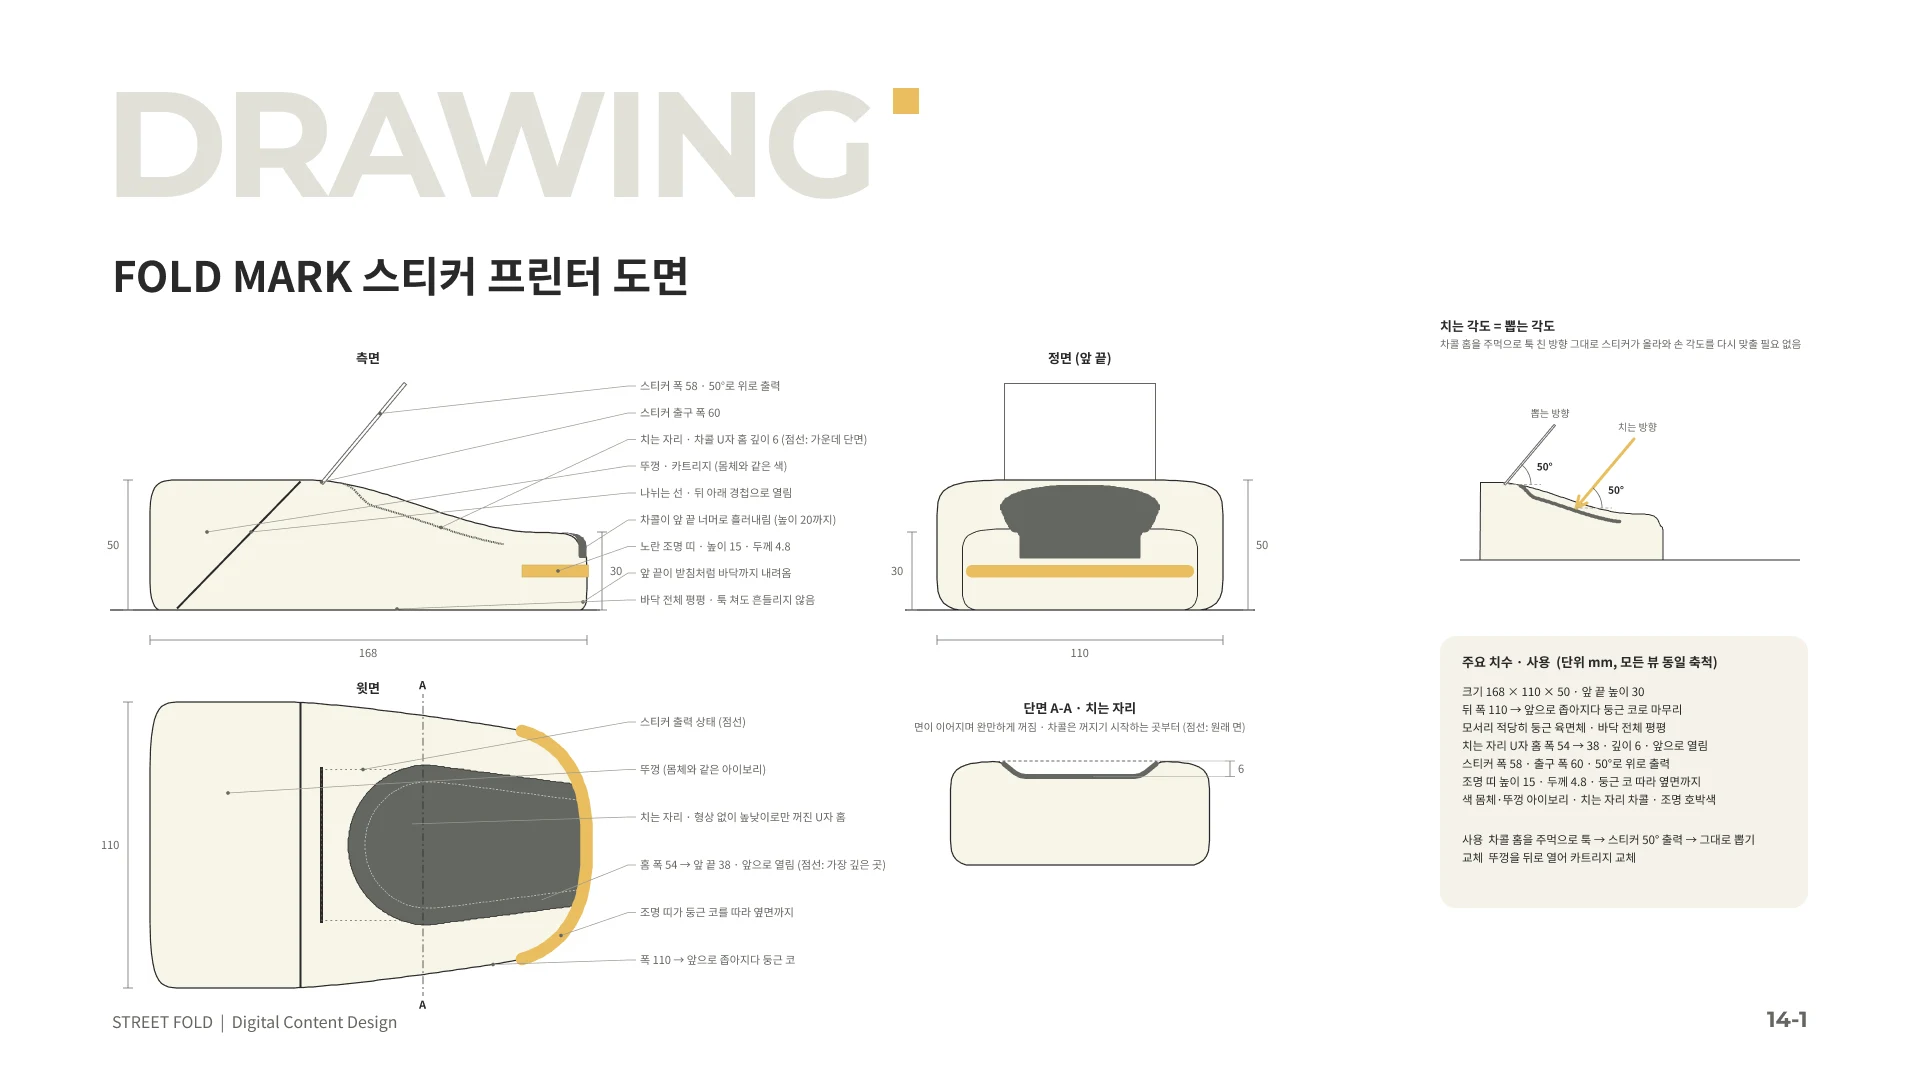 DRAWING
FOLD MARK 스티커 프린터 도면
측면
스티커 폭 58 · 50°로 위로 출력
스티커 출구 폭 60
치는 자리 · 차콜 U자 홈 깊이 6 (점선: 가운데 단면)
뚜껑 · 카트리지 (몸체와 같은 색)
나뉘는 선 · 뒤 아래 경첩으로 열림
차콜이 앞 끝 너머로 흘러내림 (높이 20까지)
노란 조명 띠 · 높이 15 · 두께 4.8
앞 끝이 받침처럼 바닥까지 내려옴
바닥 전체 평평 · 툭 쳐도 흔들리지 않음
50
30
168
정면 (앞 끝)
30
50
110
치는 각도 = 뽑는 각도
차콜 홈을 주먹으로 툭 친 방향 그대로 스티커가 올라와 손 각도를 다시 맞출 필요 없음
뽑는 방향
치는 방향
50°
50°
윗면
A
스티커 출력 상태 (점선)
뚜껑 (몸체와 같은 아이보리)
치는 자리 · 형상 없이 높낮이로만 꺼진 U자 홈
홈 폭 54 → 앞 끝 38 · 앞으로 열림 (점선: 가장 깊은 곳)
조명 띠가 둥근 코를 따라 옆면까지
폭 110 → 앞으로 좁아지다 둥근 코
110
A
단면 A-A · 치는 자리
면이 이어지며 완만하게 꺼짐 · 차콜은 꺼지기 시작하는 곳부터 (점선: 원래 면)
6
주요 치수 · 사용 (단위 mm, 모든 뷰 동일 축척)
크기 168 × 110 × 50 · 앞 끝 높이 30
뒤 폭 110 → 앞으로 좁아지다 둥근 코로 마무리
모서리 적당히 둥근 육면체 · 바닥 전체 평평
치는 자리 U자 홈 폭 54 → 38 · 깊이 6 · 앞으로 열림
스티커 폭 58 · 출구 폭 60 · 50°로 위로 출력
조명 띠 높이 15 · 두께 4.8 · 둥근 코 따라 옆면까지
색 몸체·뚜껑 아이보리 · 치는 자리 차콜 · 조명 호박색
사용 차콜 홈을 주먹으로 툭 → 스티커 50° 출력 → 그대로 뽑기
교체 뚜껑을 뒤로 열어 카트리지 교체
STREET FOLD | Digital Content Design
14-1